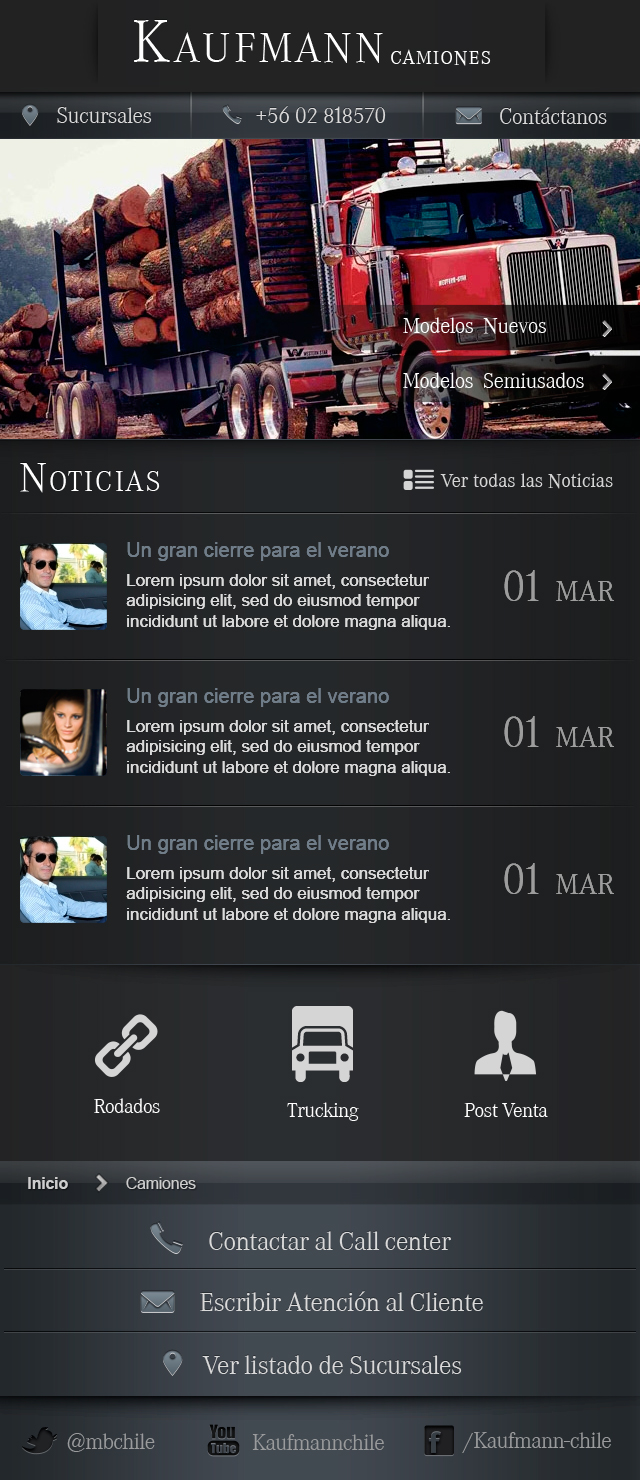 KAUFMANN CAMIONES
Sucursales
+56 02 818570
Contáctanos
WESTERN STAR
Modelos Nuevos
WESTERN STAR
Modelos Semiusados
NOTICIAS
Ver todas las Noticias
Un gran cierre para el verano
Lorem ipsum dolor sit amet, consectetur
adipisicing elit, sed do eiusmod tempor
incididunt ut labore et dolore magna aliqua.
01 MAR
Un gran cierre para el verano
Lorem ipsum dolor sit amet, consectetur
adipisicing elit, sed do eiusmod tempor
incididunt ut labore et dolore magna aliqua.
01 MAR
Un gran cierre para el verano
Lorem ipsum dolor sit amet, consectetur
adipisicing elit, sed do eiusmod tempor
incididunt ut labore et dolore magna aliqua.
01 MAR
Rodados
Trucking
Post Venta
Inicio
Camiones
Contactar al Call center
Escribir Atención al Cliente
Ver listado de Sucursales
@mbchile
You
Tube
Kaufmannchile
f
/Kaufmann-chile